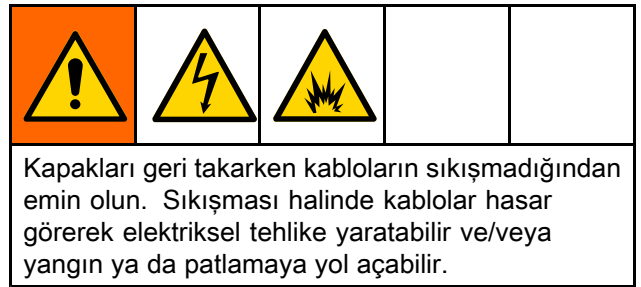 Kapakları geri takarken kabloların sıkışmadığından
emin olun. Sıkışması halinde kablolar hasar
görerek elektriksel tehlike yaratabilir ve/veya
yangın ya da patlamaya yol açabilir.